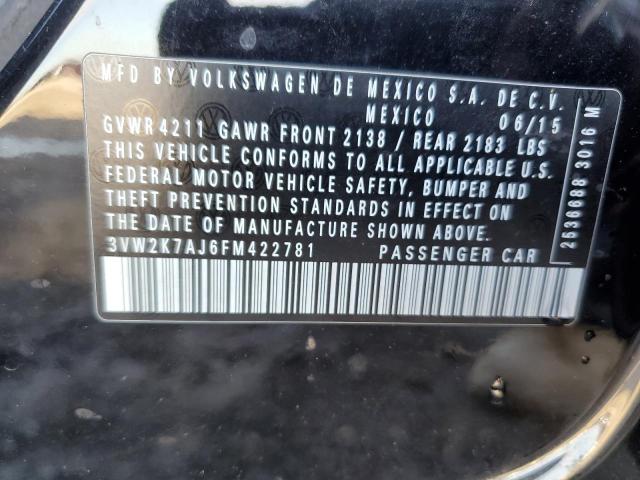 MFD BY VOLKSWAGEN DE MEXICO S.A. DE C.V.
MEXICO 06/15
GVWR 4211 GAWR FRONT 2138 / REAR 2183 LBS
THIS VEHICLE CONFORMS TO ALL APPLICABLE U.S.
FEDERAL MOTOR VEHICLE SAFETY, BUMPER AND
THEFT PREVENTION STANDARDS IN EFFECT ON
THE DATE OF MANUFACTURE SHOWN ABOVE.
3VW2K7AJ6FM422781 PASSENGER CAR
2636688 3016 M